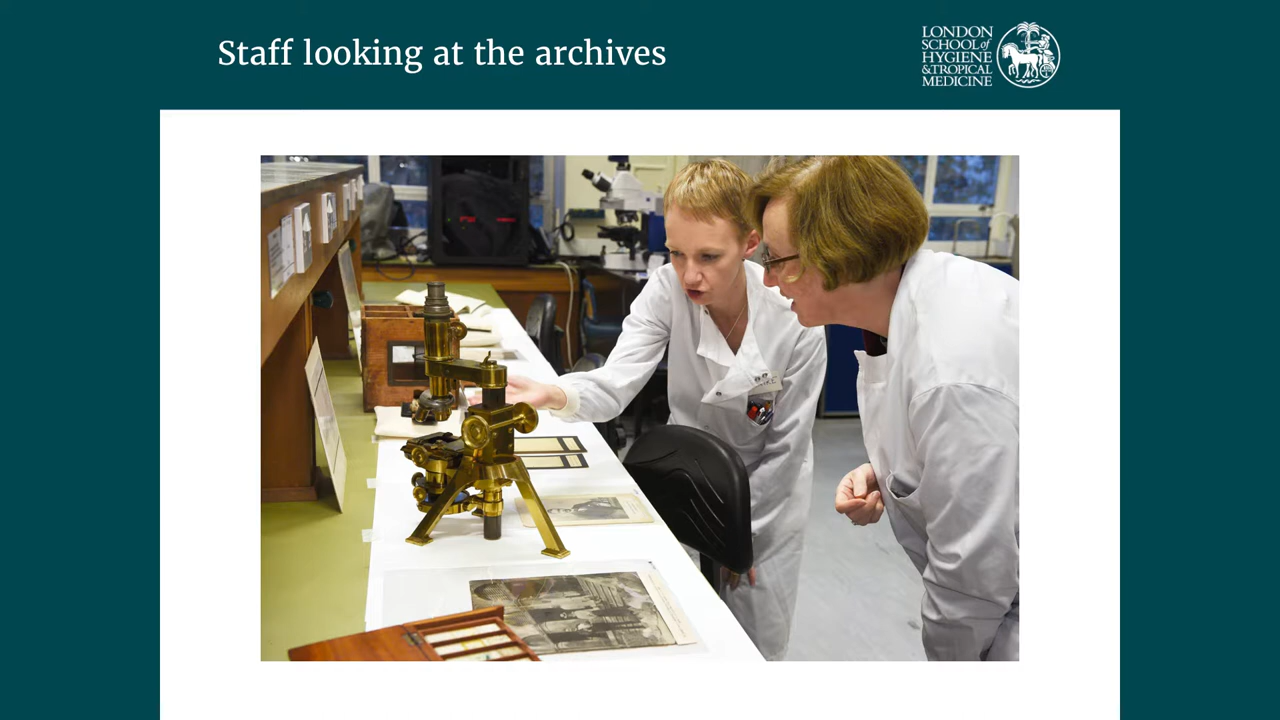 Staff looking at the archives
LONDON
SCHOOL of
HYGIENE
& TROPICAL
MEDICINE